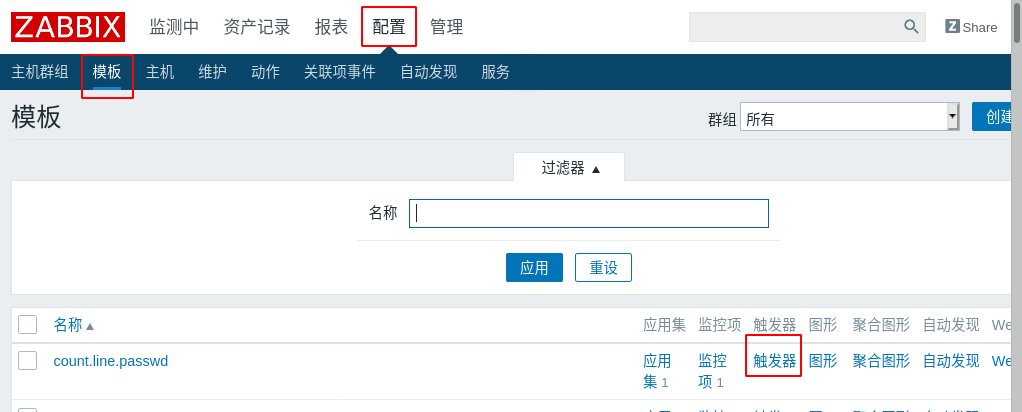 ZABBIX 监测中 资产记录 报表 配置 管理 Z Share
主机群组 模板 主机 维护 动作 关联项事件 自动发现 服务
模板 群组 所有 创建
过滤器 ▲
名称
应用 重设
名称▲ 应用集 监控项 触发器 图形 聚合图形 自动发现 We
count.line.passwd 应用集 1 监控项 1 触发器 图形 聚合图形 自动发现 We